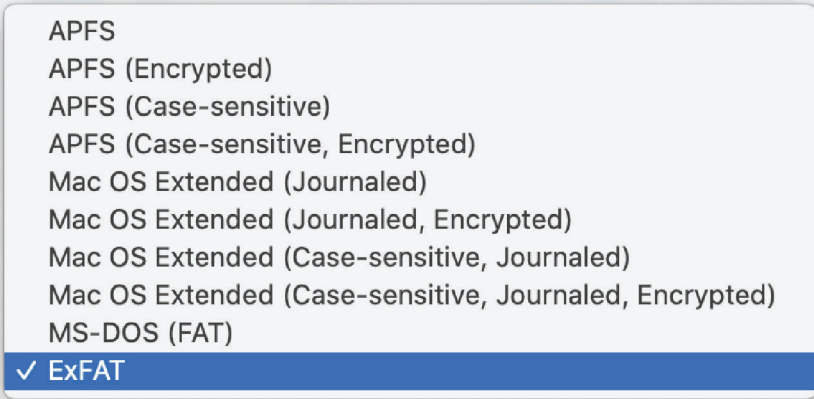 APFS
APFS (Encrypted)
APFS (Case-sensitive)
APFS (Case-sensitive, Encrypted)
Mac OS Extended (Journaled)
Mac OS Extended (Journaled, Encrypted)
Mac OS Extended (Case-sensitive, Journaled)
Mac OS Extended (Case-sensitive, Journaled, Encrypted)
MS-DOS (FAT)
✓ ExFAT